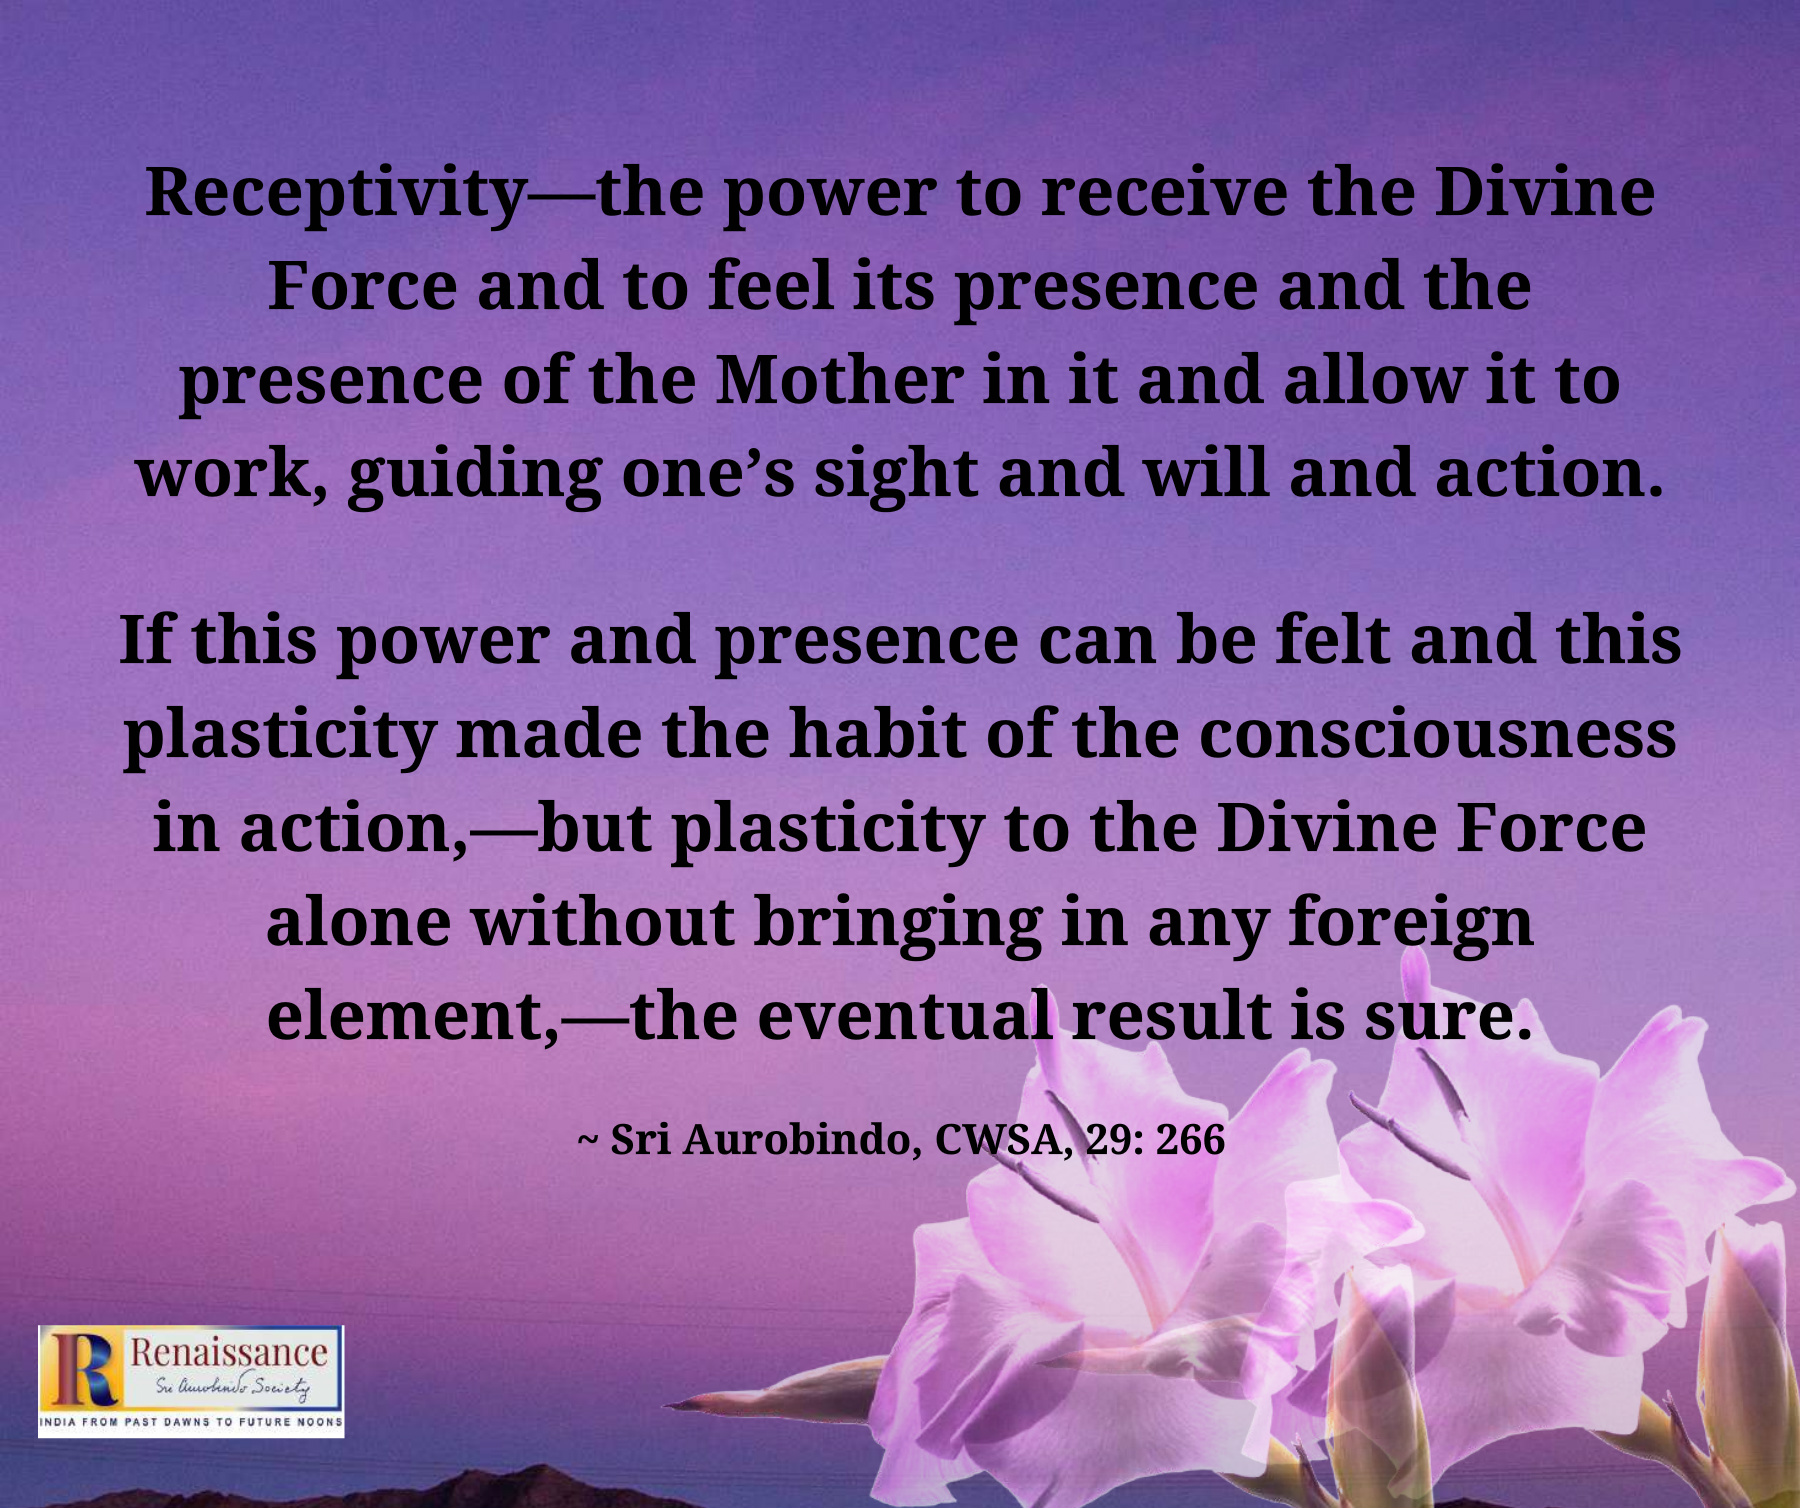 Receptivity—the power to receive the Divine
Force and to feel its presence and the
presence of the Mother in it and allow it to
work, guiding one’s sight and will and action.
If this power and presence can be felt and this
plasticity made the habit of the consciousness
in action,—but plasticity to the Divine Force
alone without bringing in any foreign
element,—the eventual result is sure.
~ Sri Aurobindo, CWSA, 29: 266
R Renaissance
Sri Aurobindo Society
INDIA FROM PAST DAWNS TO FUTURE NOONS